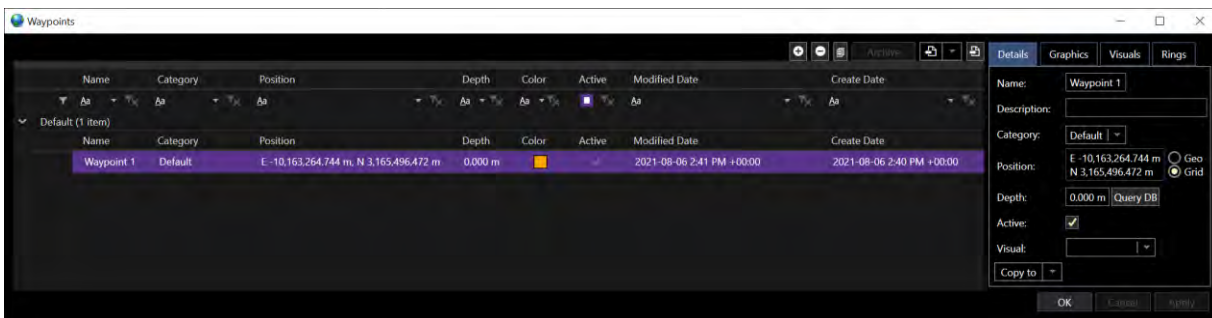 Waypoints
Archive
Name Category Position Depth Color Active Modified Date Create Date
Aa Aa Aa Aa Aa Aa Aa
Default (1 item)
Name Category Position Depth Color Active Modified Date Create Date
Waypoint 1 Default E -10,163,264.744 m, N 3,165,496.472 m 0.000 m 2021-08-06 2:41 PM +00:00 2021-08-06 2:40 PM +00:00
Details Graphics Visuals Rings
Name: Waypoint 1
Description:
Category: Default
Position: E -10,163,264.744 m Geo
N 3,165,496.472 m Grid
Depth: 0.000 m Query DB
Active:
Visual:
Copy to
OK Cancel Apply